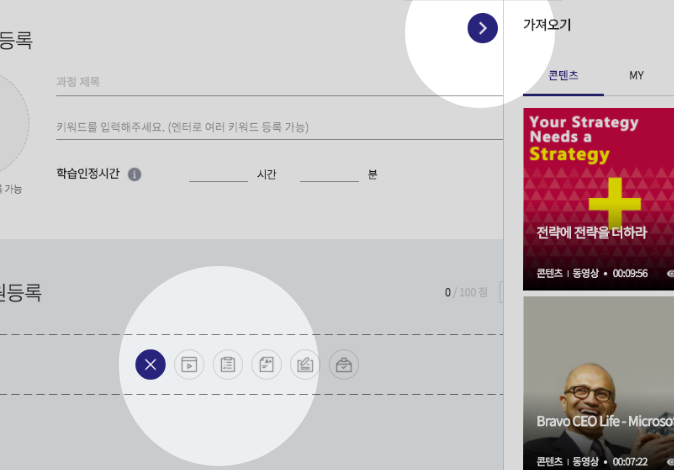 등록
과정 제목
키워드를 입력해주세요. (엔터로 여러 키워드 등록 가능)
학습인정시간
시간
분
가능
등록
0 / 100 점
가져오기
콘텐츠
MY
Your Strategy
Needs a
Strategy
전략에 전략을 더하라
콘텐츠 | 동영상 • 00:09:56
Bravo CEO Life - Microso
콘텐츠 | 동영상 • 00:07:22